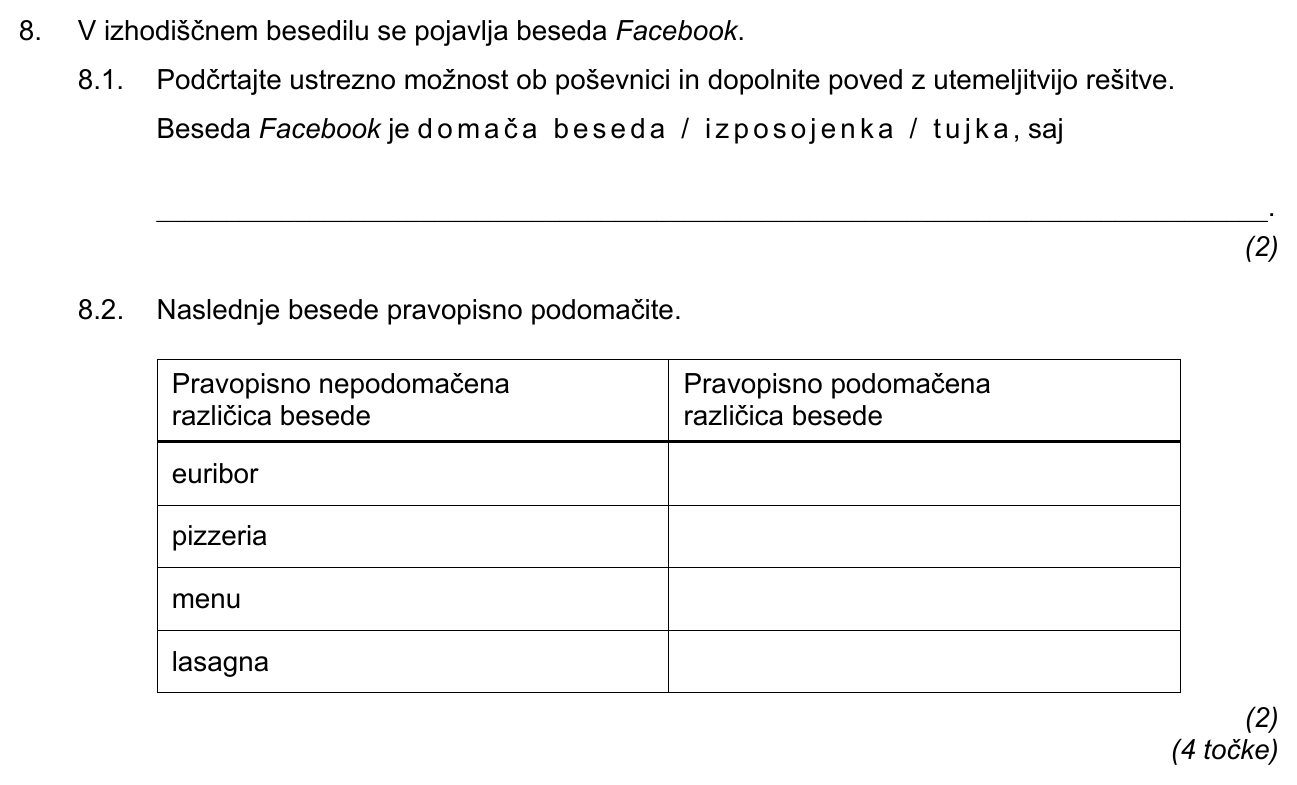 8. V izhodiščnem besedilu se pojavlja beseda Facebook.
8.1. Podčrtajte ustrezno možnost ob poševnici in dopolnite poved z utemeljitvijo rešitve.
Beseda Facebook je domača beseda / izposojenka / tujka, saj
.
(2)
8.2. Naslednje besede pravopisno podomačite.
Pravopisno nepodomačena različica besede
Pravopisno podomačena različica besede
euribor
pizzeria
menu
lasagna
(2)
(4 točke)